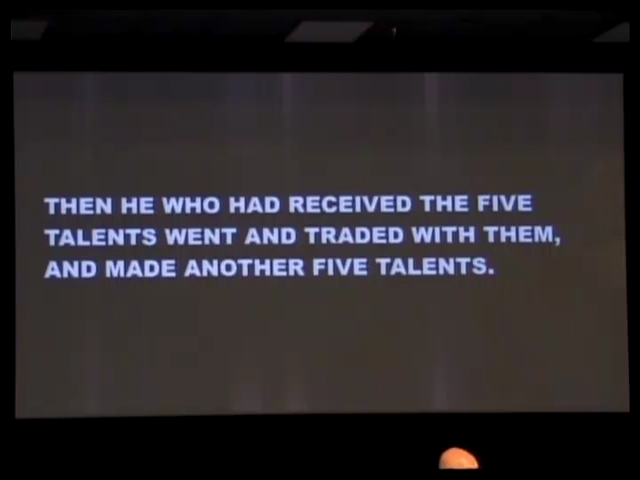 THEN HE WHO HAD RECEIVED THE FIVE
TALENTS WENT AND TRADED WITH THEM,
AND MADE ANOTHER FIVE TALENTS.